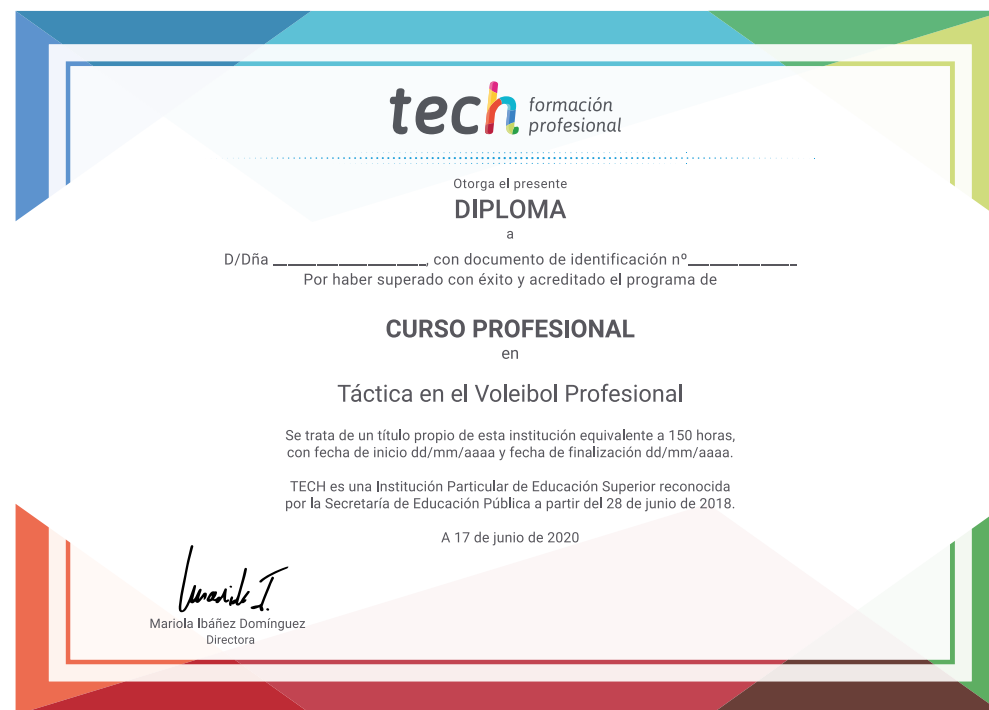 tech formación
profesional
Otorga el presente
DIPLOMA
a
D/Dña ____________________, con documento de identificación nº______________
Por haber superado con éxito y acreditado el programa de
CURSO PROFESIONAL
en
Táctica en el Voleibol Profesional
Se trata de un título propio de esta institución equivalente a 150 horas,
con fecha de inicio dd/mm/aaaa y fecha de finalización dd/mm/aaaa.
TECH es una Institución Particular de Educación Superior reconocida
por la Secretaría de Educación Pública a partir del 28 de junio de 2018.
A 17 de junio de 2020
Mariola Ibáñez Domínguez
Directora